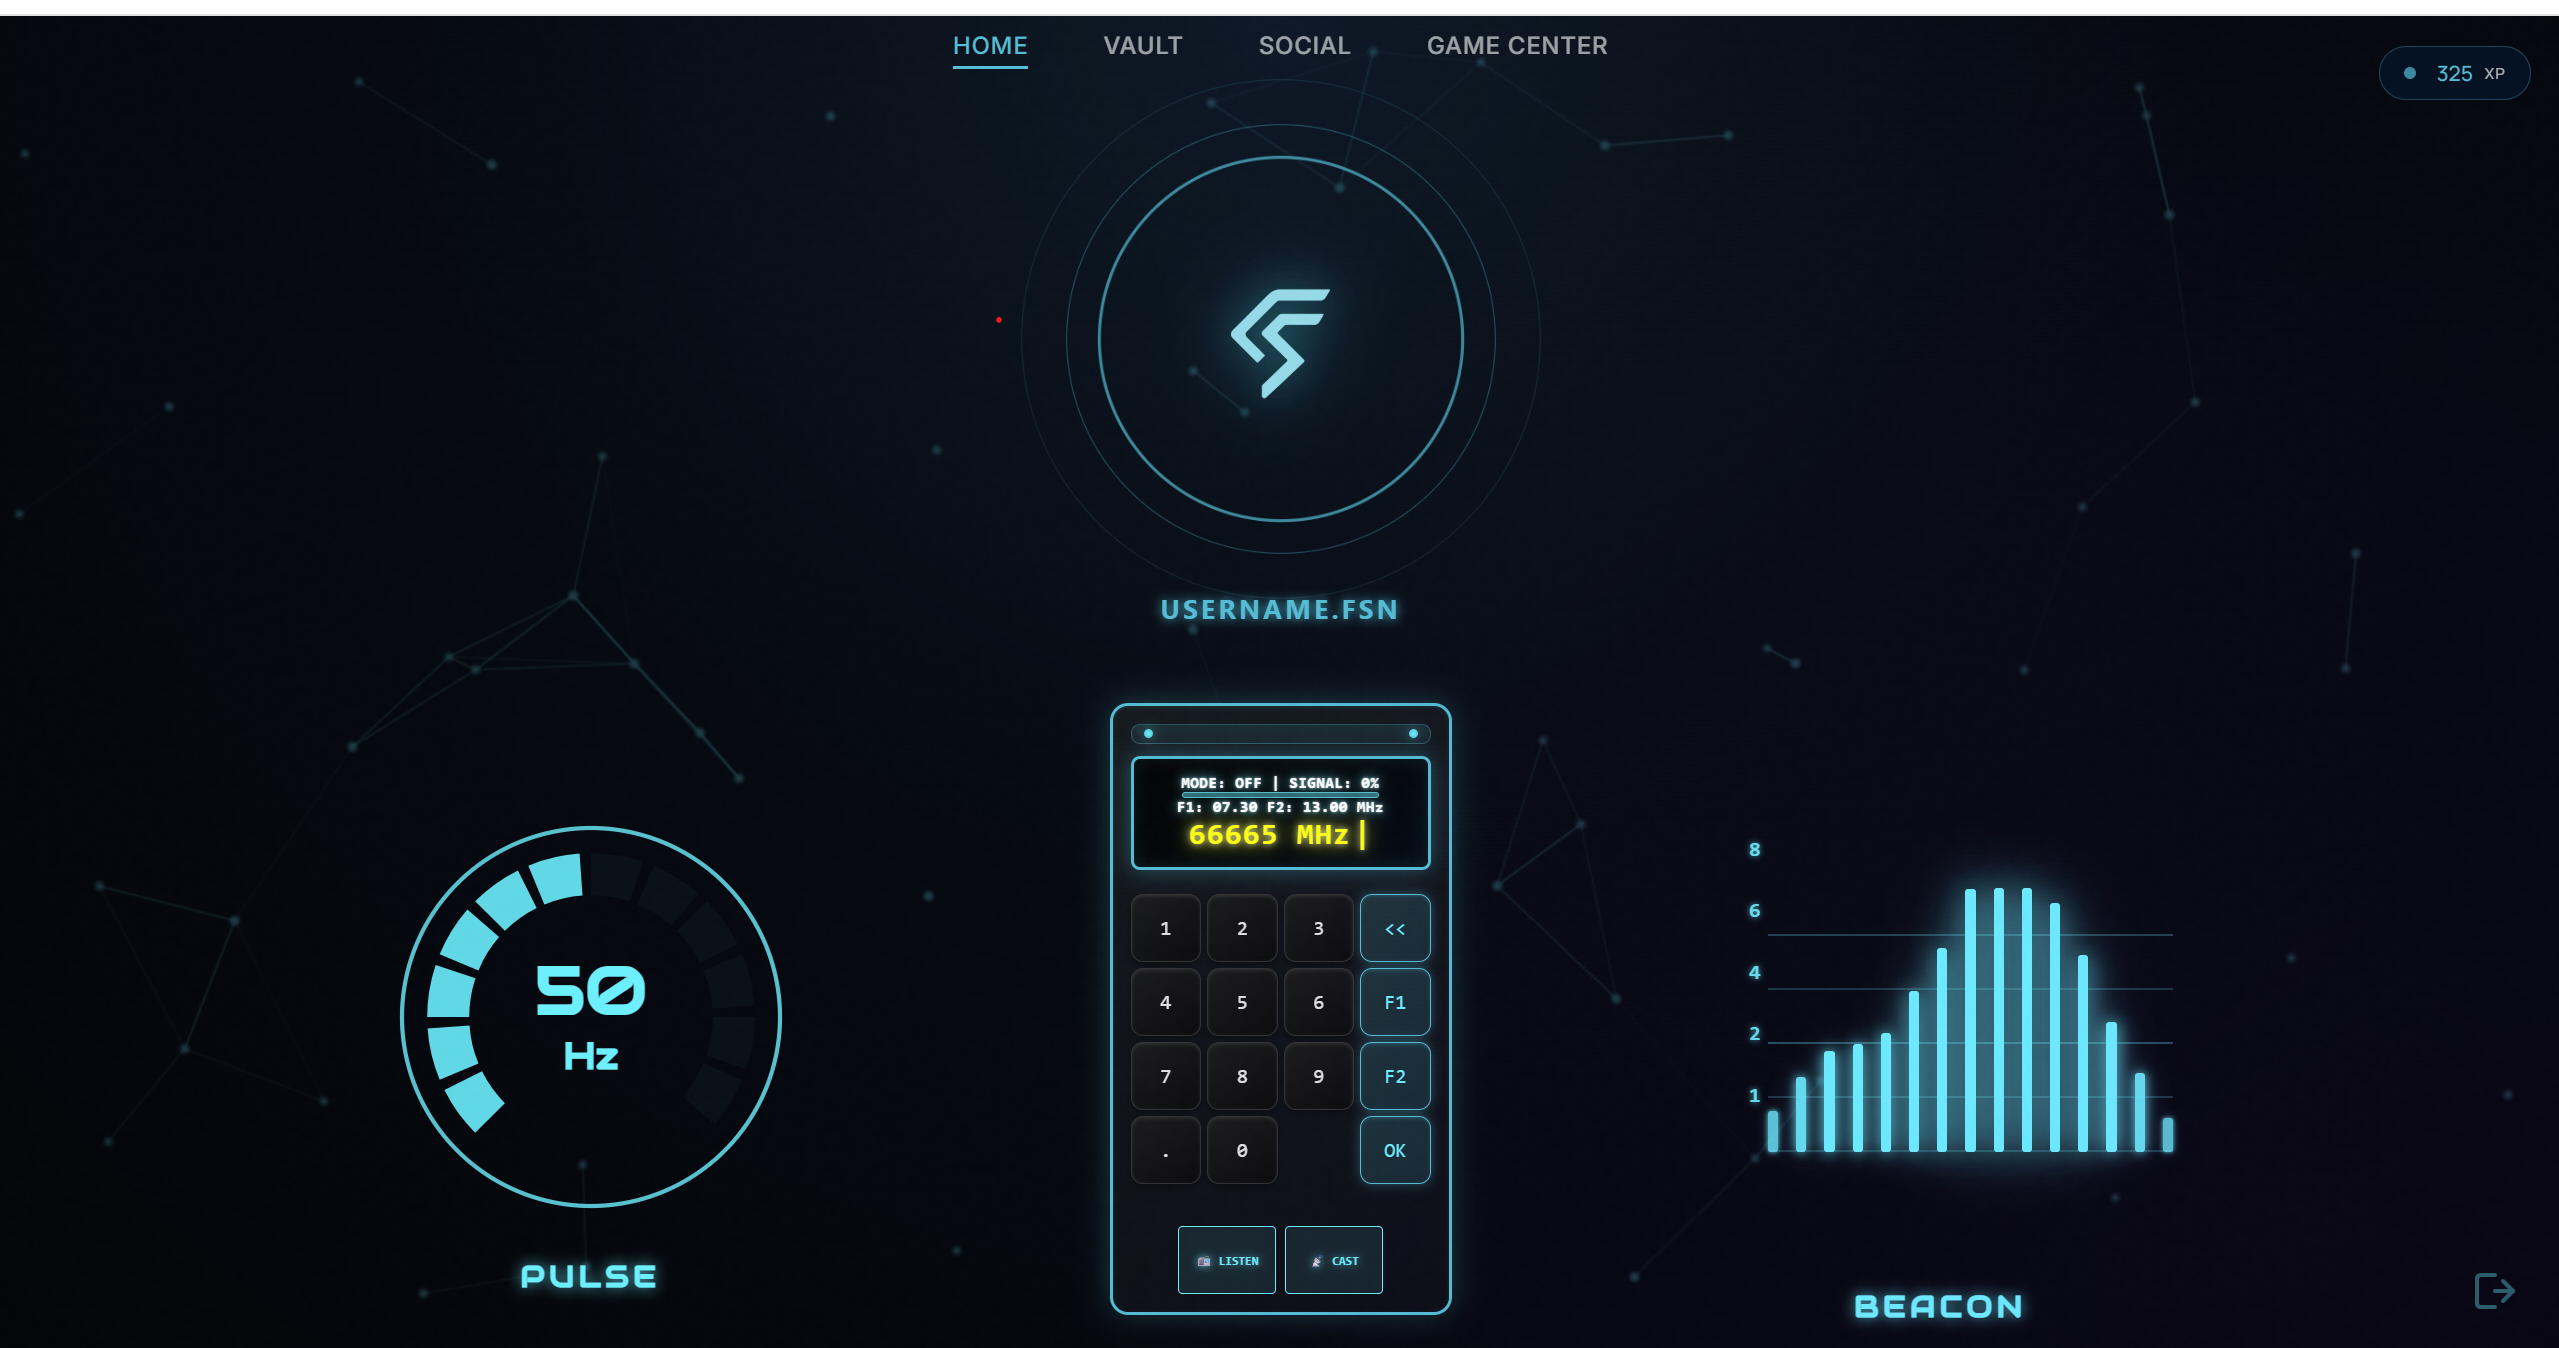 HOME VAULT SOCIAL GAME CENTER
325 XP
USERNAME.FSN
MODE: OFF | SIGNAL: 0%
F1: 07.30 F2: 13.00 MHz
66665 MHz
1 2 3 <<
4 5 6 F1
7 8 9 F2
. 0 OK
LISTEN CAST
50
Hz
PULSE
8
6
4
2
1
BEACON